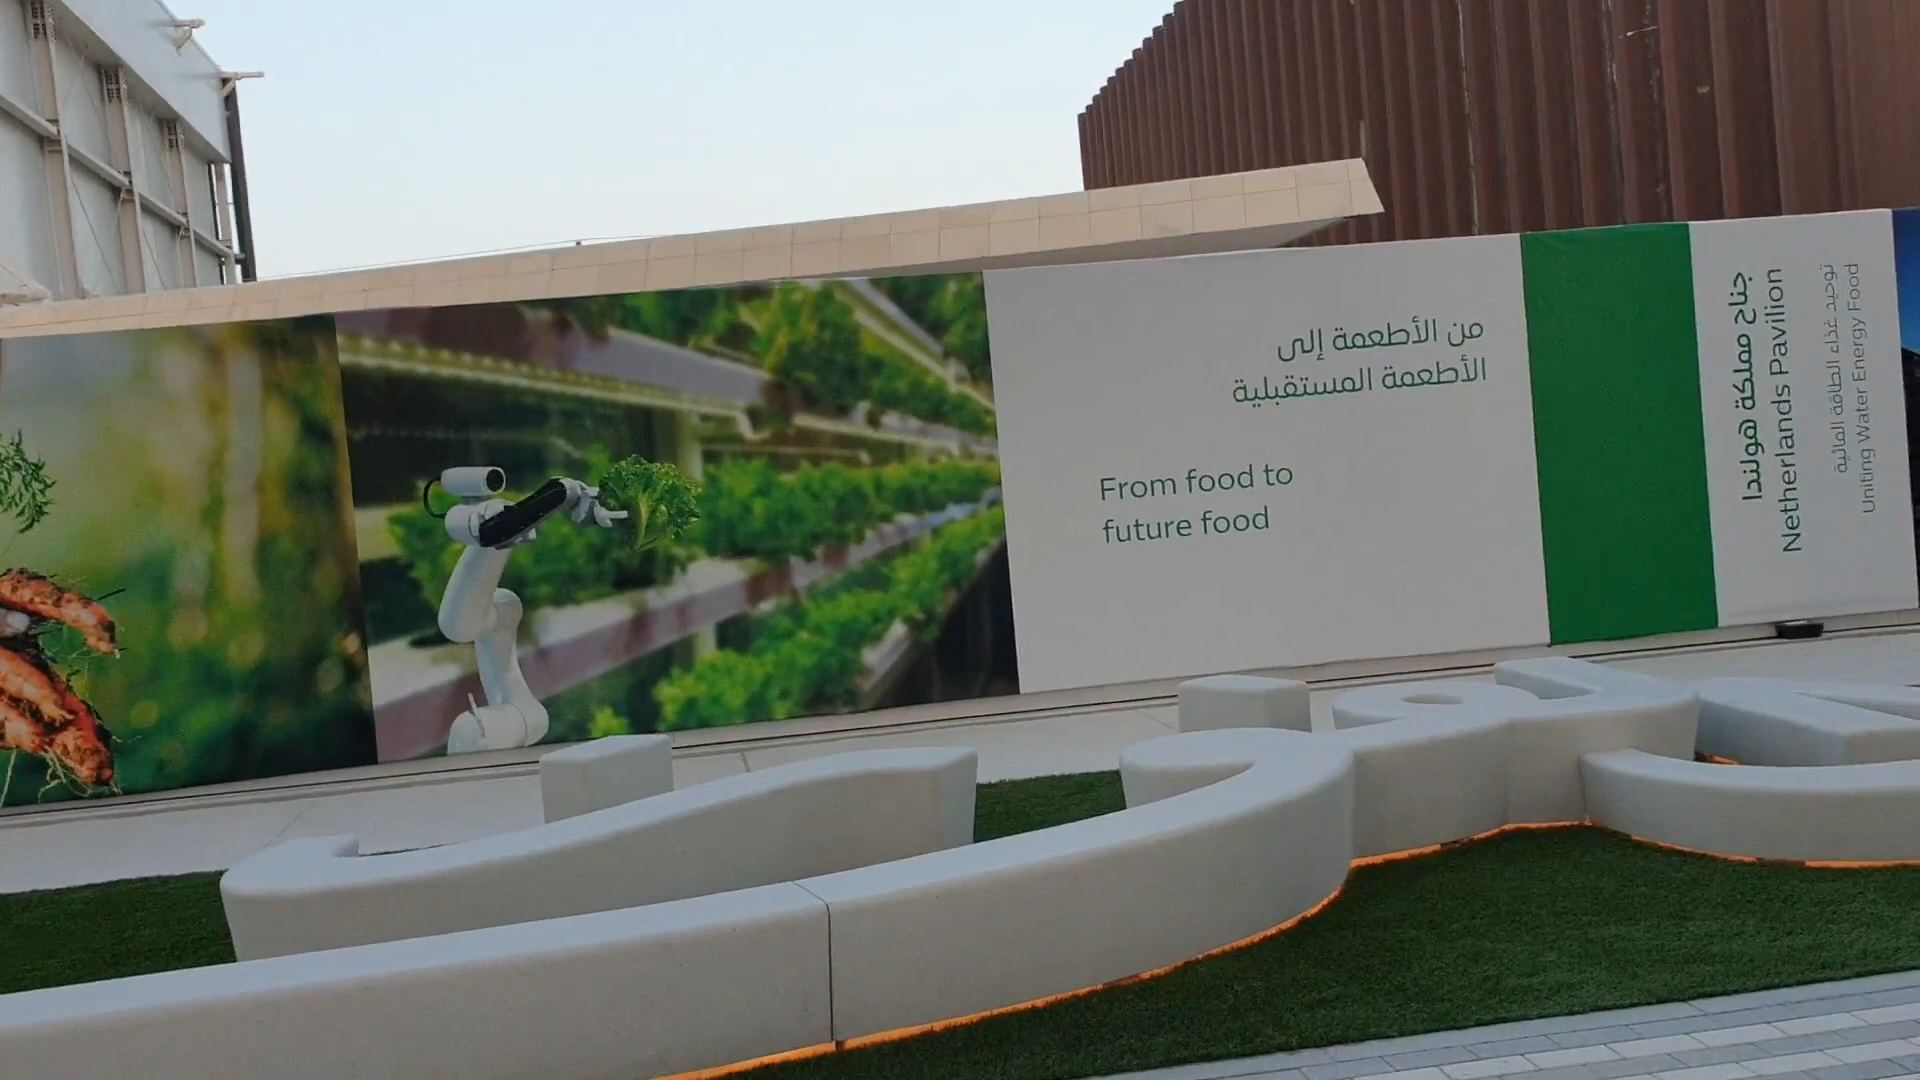 من الأطعمة إلى
الأطعمة المستقبلية
From food to
future food
جناح مملكة هولندا
Netherlands Pavilion
توحيد غذاء الطاقة المائية
Uniting Water Energy Food